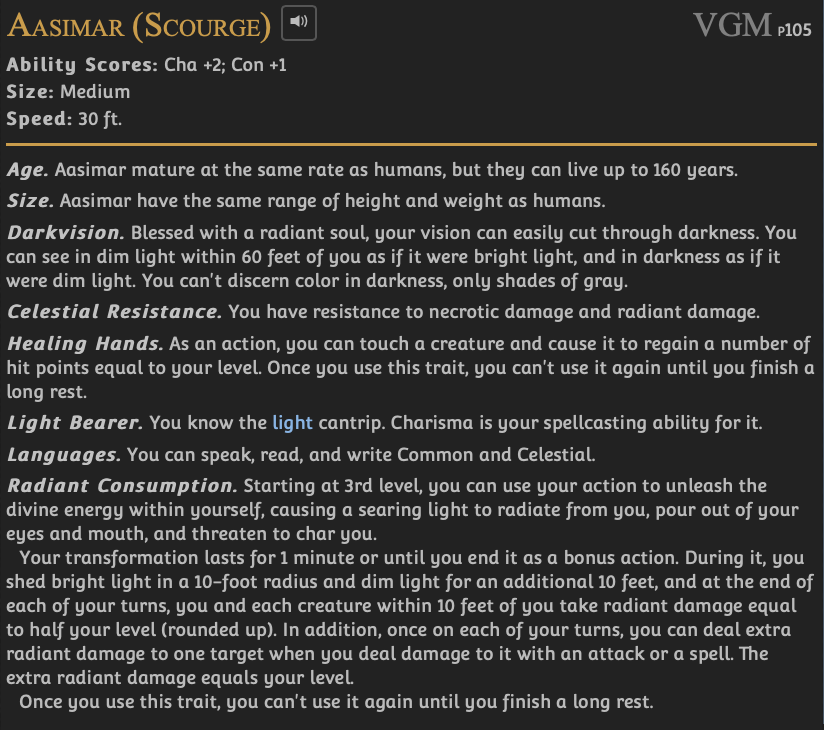 Aasimar (Scourge)
VGM p105
Ability Scores: Cha +2; Con +1
Size: Medium
Speed: 30 ft.
Age. Aasimar mature at the same rate as humans, but they can live up to 160 years.
Size. Aasimar have the same range of height and weight as humans.
Darkvision. Blessed with a radiant soul, your vision can easily cut through darkness. You
can see in dim light within 60 feet of you as if it were bright light, and in darkness as if it
were dim light. You can't discern color in darkness, only shades of gray.
Celestial Resistance. You have resistance to necrotic damage and radiant damage.
Healing Hands. As an action, you can touch a creature and cause it to regain a number of
hit points equal to your level. Once you use this trait, you can't use it again until you finish a
long rest.
Light Bearer. You know the light cantrip. Charisma is your spellcasting ability for it.
Languages. You can speak, read, and write Common and Celestial.
Radiant Consumption. Starting at 3rd level, you can use your action to unleash the
divine energy within yourself, causing a searing light to radiate from you, pour out of your
eyes and mouth, and threaten to char you.
Your transformation lasts for 1 minute or until you end it as a bonus action. During it, you
shed bright light in a 10-foot radius and dim light for an additional 10 feet, and at the end of
each of your turns, you and each creature within 10 feet of you take radiant damage equal
to half your level (rounded up). In addition, once on each of your turns, you can deal extra
radiant damage to one target when you deal damage to it with an attack or a spell. The
extra radiant damage equals your level.
Once you use this trait, you can't use it again until you finish a long rest.